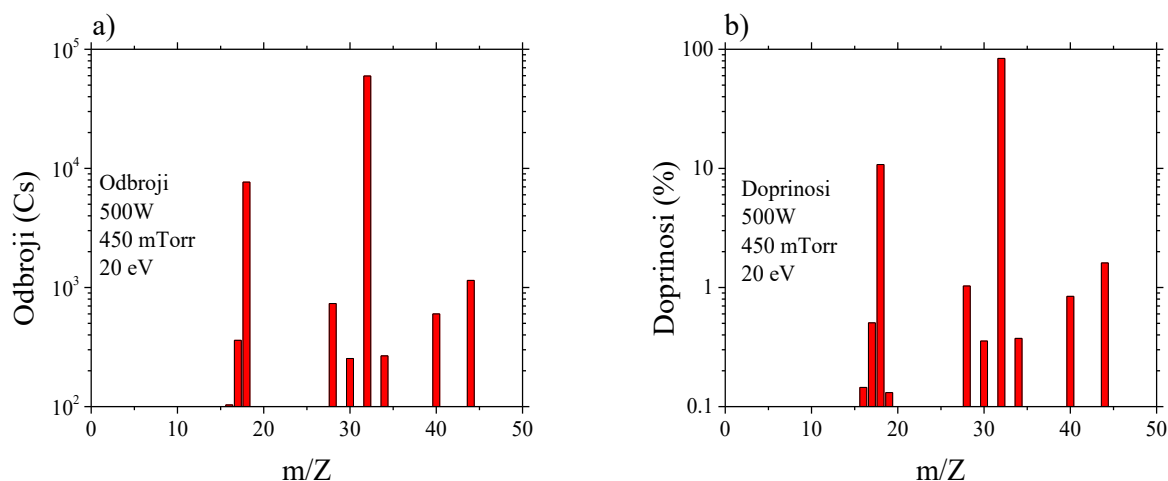 a)
10^5
10^4
10^3
10^2
Odbroji (Cs)
Odbroji
500W
450 mTorr
20 eV
0 10 20 30 40 50
m/Z
b)
100
10
1
0.1
Doprinosi (%)
Doprinosi
500W
450 mTorr
20 eV
0 10 20 30 40 50
m/Z